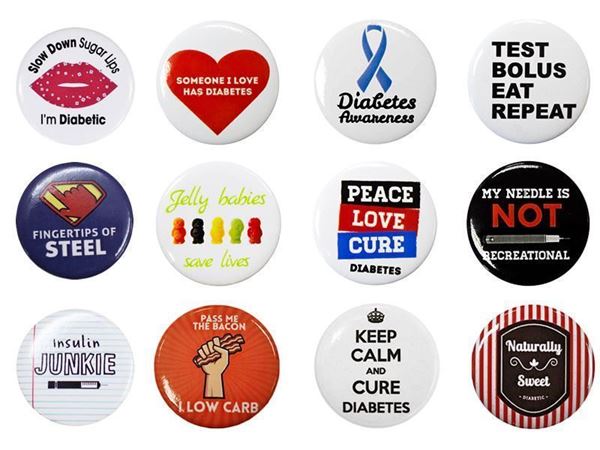 Slow Down Sugar Lips
I'm Diabetic
SOMEONE I LOVE
HAS DIABETES
Diabetes
Awareness
TEST
BOLUS
EAT
REPEAT
FINGERTIPS OF
STEEL
Jelly babies
save lives
PEACE
LOVE
CURE
DIABETES
MY NEEDLE IS
NOT
RECREATIONAL
insulin
JUNKIE
PASS ME
THE BACON
I LOW CARB
KEEP
CALM
AND
CURE
DIABETES
Naturally
Sweet
- DIABETIC -